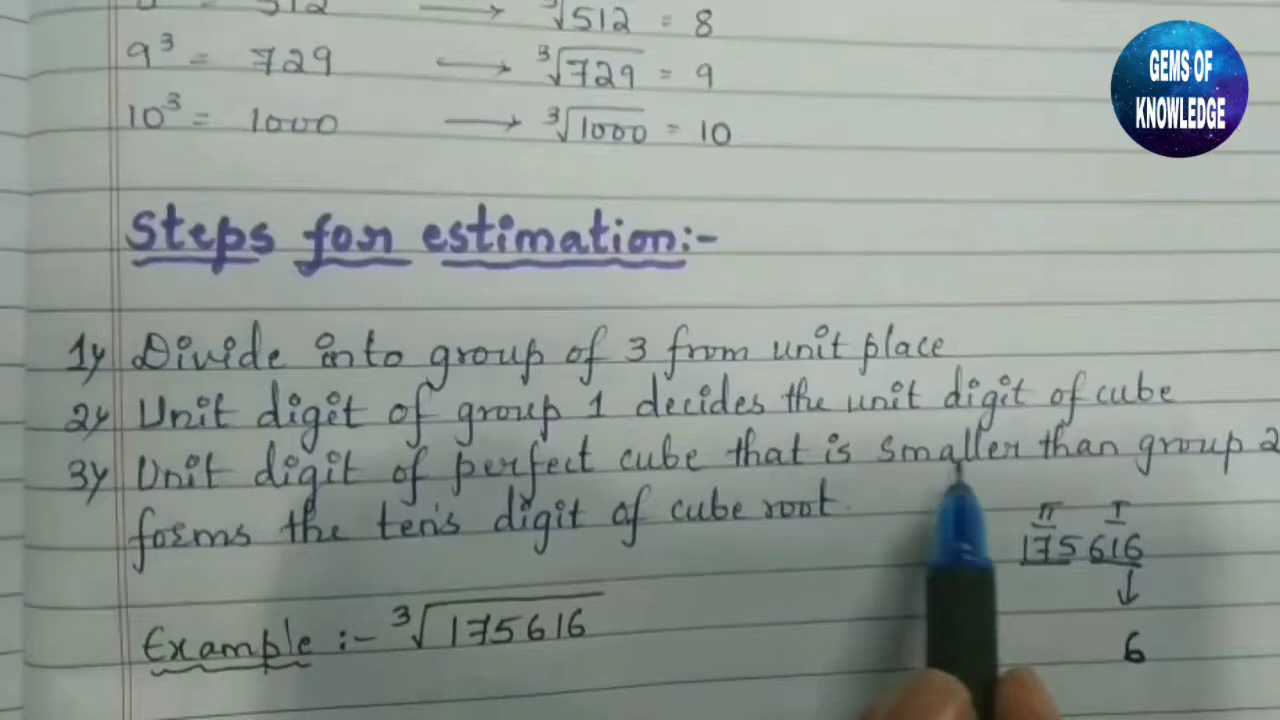 = 512 ⟶ ∛512 = 8
9³ = 729 ⟶ ∛729 = 9
10³ = 1000 ⟶ ∛1000 = 10
GEMS OF
KNOWLEDGE
Steps for estimation:-
1) Divide into group of 3 from unit place
2) Unit digit of group 1 decides the unit digit of cube
3) Unit digit of perfect cube that is smaller than group 2
forms the ten's digit of cube root.
II I
175 616
↓
6
Example :- ∛175616